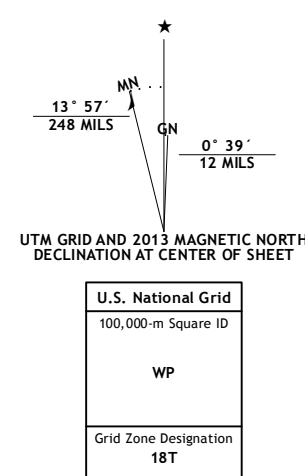 ★
MN
13° 57´
248 MILS
GN
0° 39´
12 MILS
UTM GRID AND 2013 MAGNETIC NORTH
DECLINATION AT CENTER OF SHEET
U.S. National Grid
100,000-m Square ID
WP
Grid Zone Designation
18T